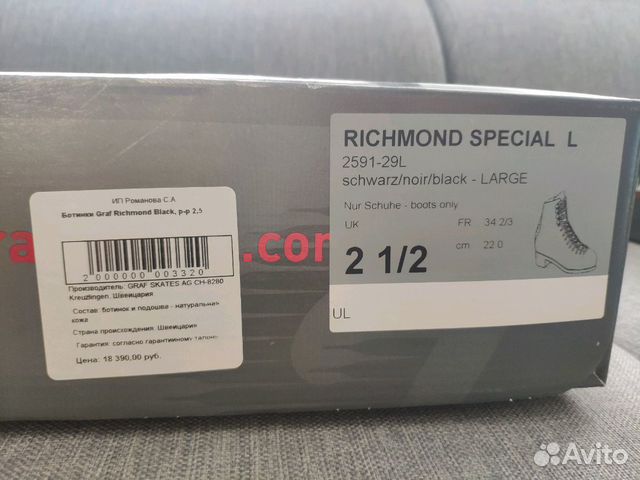 RICHMOND SPECIAL L
2591-29L
schwarz/noir/black - LARGE
Nur Schuhe - boots only
UK FR 34 2/3
2 1/2 cm 22 0
UL
ИП Романова С.А
Ботинки Graf Richmond Black, р-р 2,5
.com
2 000000 003320
Производитель: GRAF SKATES AG CH-8280
Kreuzlingen. Швейцария
Состав: ботинок и подошва - натуральная
кожа
Страна происхождения. Швейцария
Гарантия: согласно гарантийному талону
Цена: 18 390,00 руб.
Avito